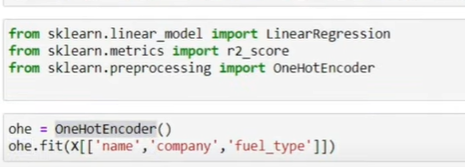 from sklearn.linear_model import LinearRegression
from sklearn.metrics import r2_score
from sklearn.preprocessing import OneHotEncoder
ohe = OneHotEncoder()
ohe.fit(X[['name','company','fuel_type']])